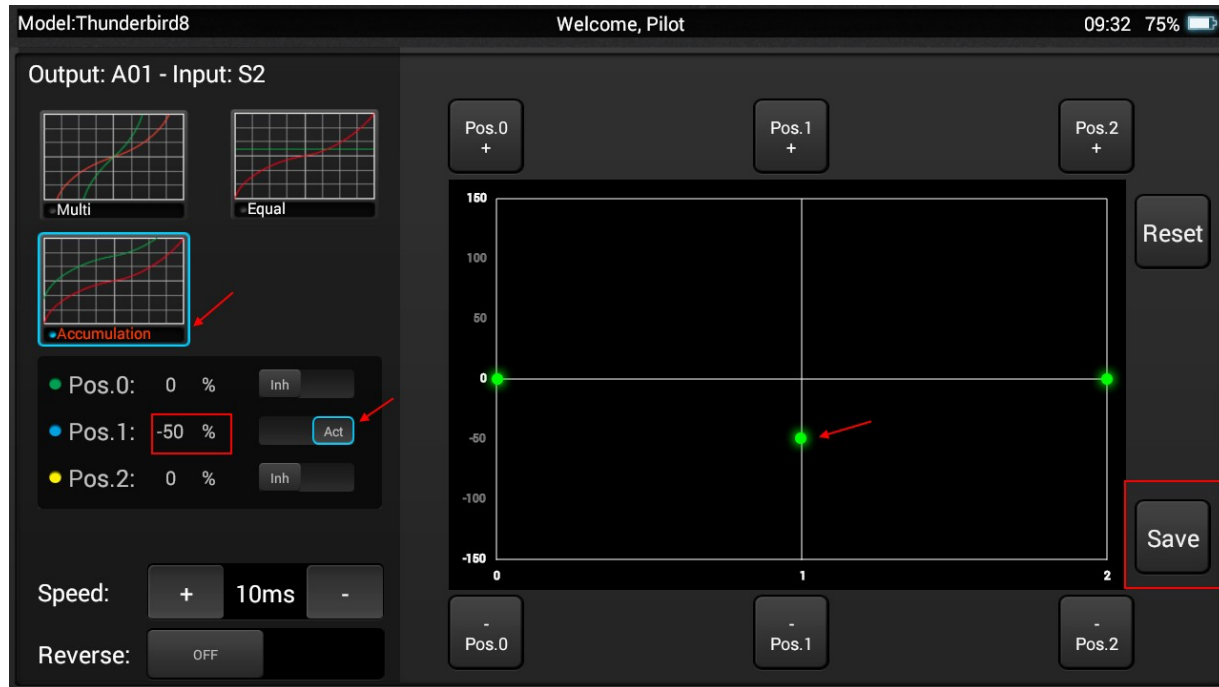 Model:Thunderbird8 Welcome, Pilot 09:32 75%
Output: A01 - Input: S2
Multi
Equal
Accumulation
Pos.0: 0 % Inh
Pos.1: -50 % Act
Pos.2: 0 % Inh
Speed: + 10ms -
Reverse: OFF
Pos.0
+
Pos.1
+
Pos.2
+
150
100
50
0
-50
-100
-150
0 1 2
-
Pos.0
-
Pos.1
-
Pos.2
Reset
Save